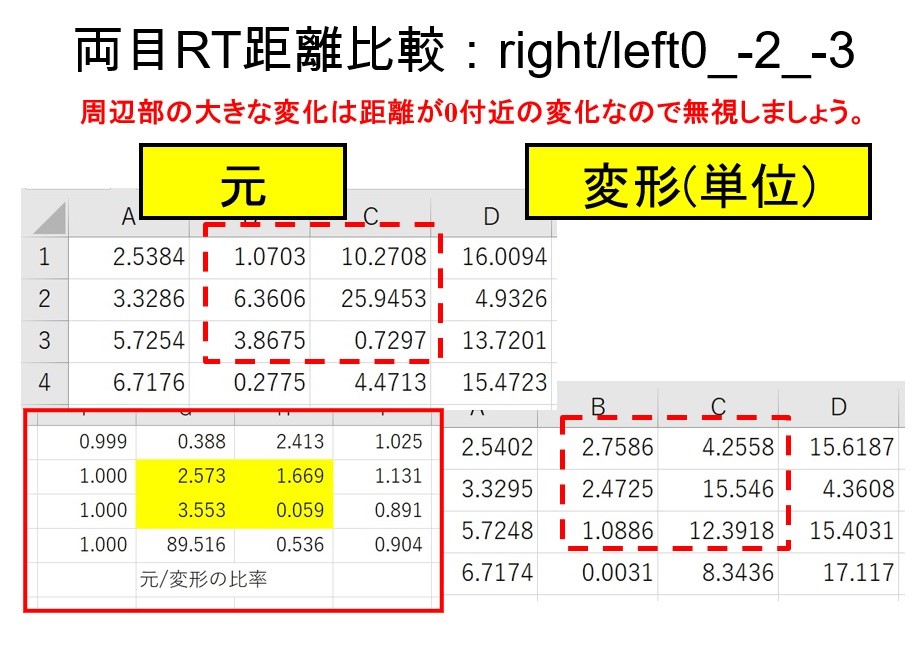 両目RT距離比較：right/left0_-2_-3
周辺部の大きな変化は距離が0付近の変化なので無視しましょう。
元
変形(単位)
A C D
1 2.5384 1.0703 10.2708 16.0094
2 3.3286 6.3606 25.9453 4.9326
3 5.7254 3.8675 0.7297 13.7201
4 6.7176 0.2775 4.4713 15.4723
0.999 0.388 2.413 1.025
1.000 2.573 1.669 1.131
1.000 3.553 0.059 0.891
1.000 89.516 0.536 0.904
元/変形の比率
B C D
2.5402 2.7586 4.2558 15.6187
3.3295 2.4725 15.546 4.3608
5.7248 1.0886 12.3918 15.4031
6.7174 0.0031 8.3436 17.117